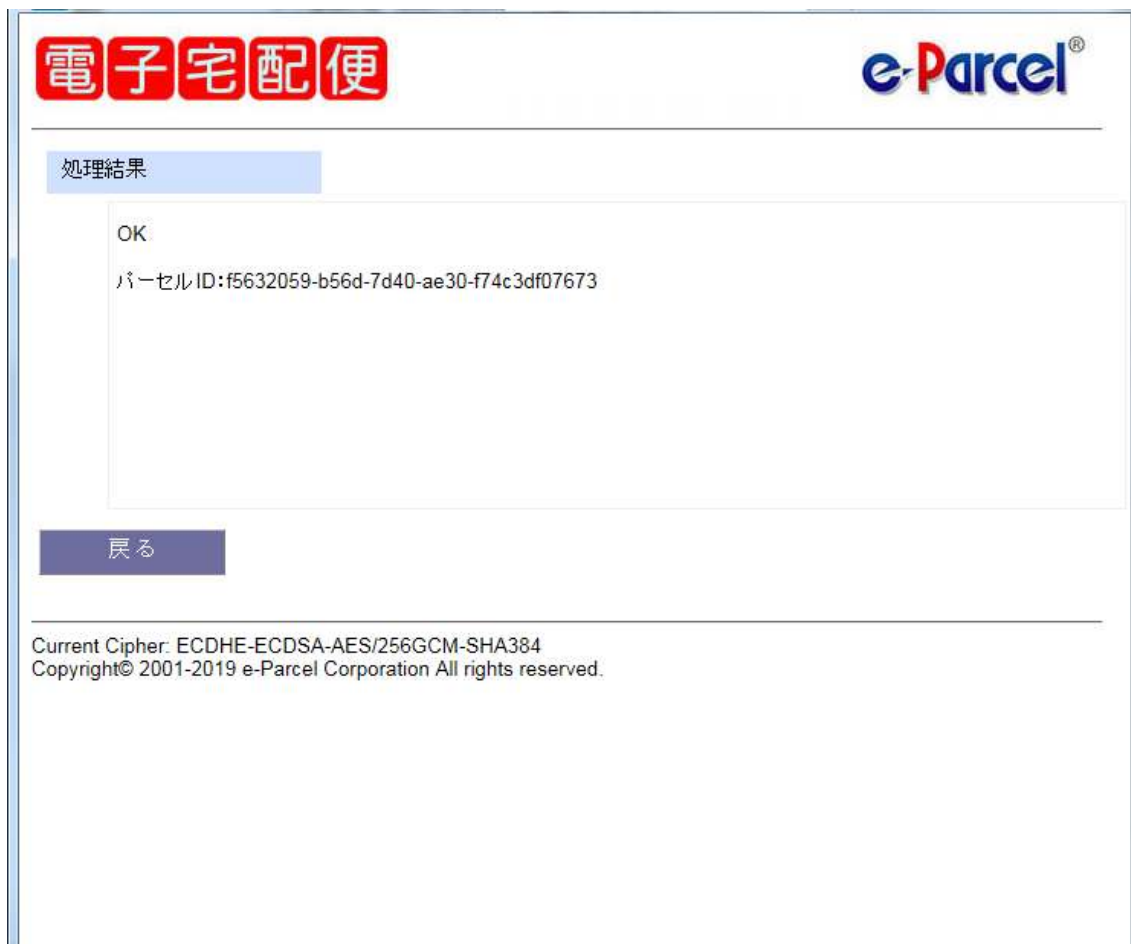 電子宅配便
e-Parcel®
処理結果
OK
パーセルID:f5632059-b56d-7d40-ae30-f74c3df07673
戻る
Current Cipher: ECDHE-ECDSA-AES/256GCM-SHA384
Copyright© 2001-2019 e-Parcel Corporation All rights reserved.